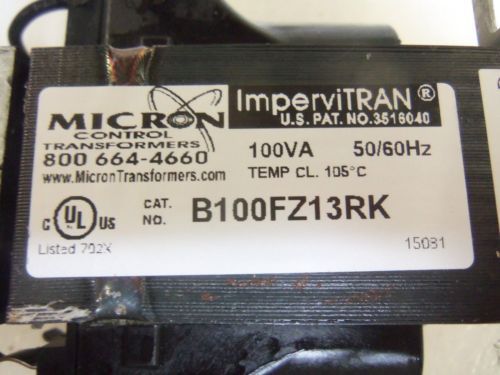 MICRON
CONTROL
TRANSFORMERS
800 664-4660
www.MicronTransformers.com
ImperviTRAN ®
U.S. PAT. NO. 3516040
100VA 50/60Hz
TEMP CL. 105°C
C UL US
CAT. NO. B100FZ13RK
Listed 702X
15031